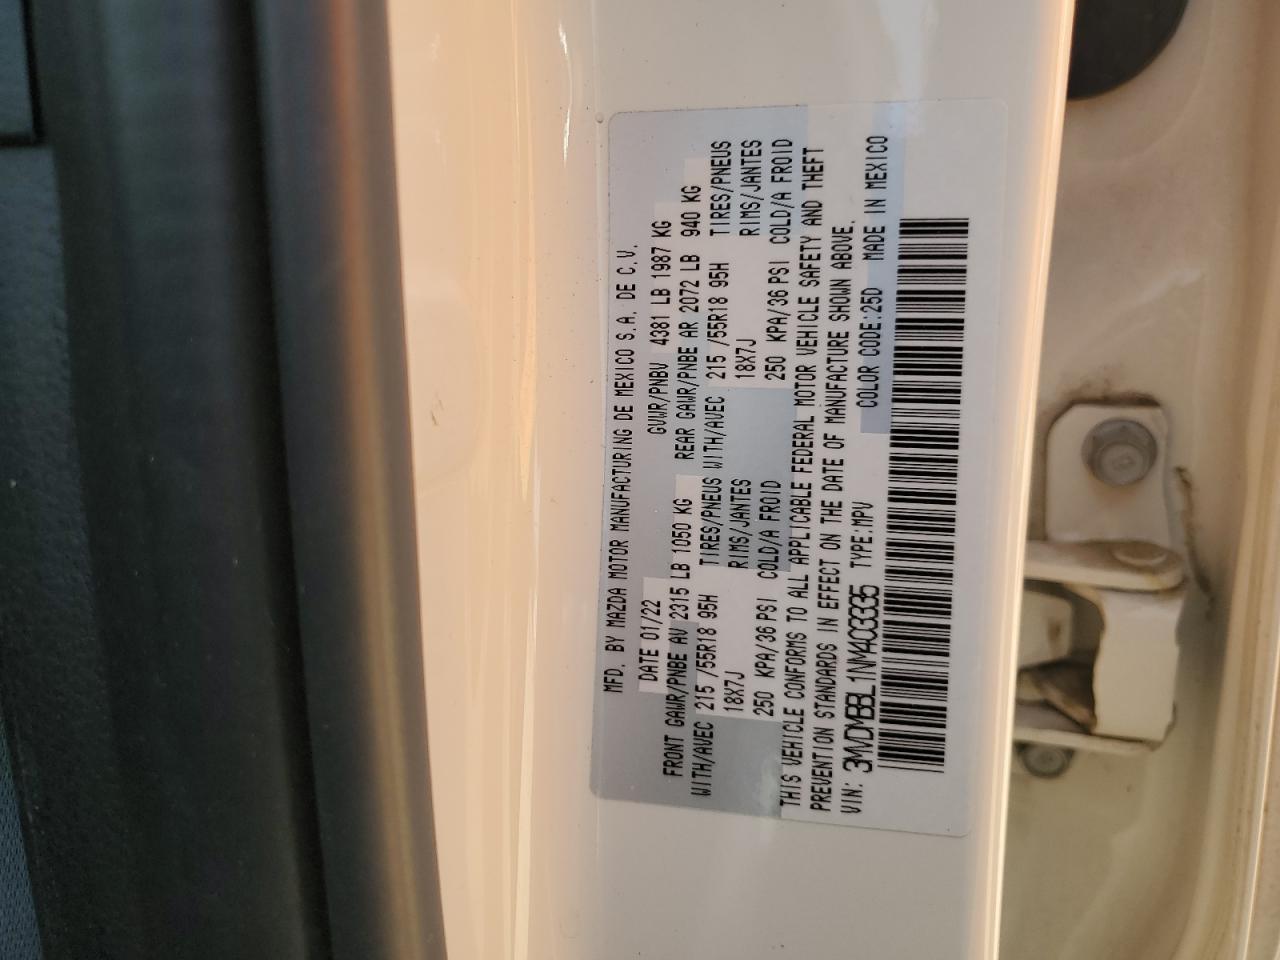 MFD. BY MAZDA MOTOR MANUFACTURING DE MEXICO S.A. DE C.V.
DATE 01/22 GVWR/PNBV 4381 LB 1987 KG
FRONT GAWR/PNBE AV 2315 LB 1050 KG REAR GAWR/PNBE AR 2072 LB 940 KG
WITH/AVEC 215 /55R18 95H TIRES/PNEUS WITH/AVEC 215 /55R18 95H TIRES/PNEUS
18X7J RIMS/JANTES 18X7J RIMS/JANTES
250 KPA/36 PSI COLD/A FROID 250 KPA/36 PSI COLD/A FROID
THIS VEHICLE CONFORMS TO ALL APPLICABLE FEDERAL MOTOR VEHICLE SAFETY AND THEFT
PREVENTION STANDARDS IN EFFECT ON THE DATE OF MANUFACTURE SHOWN ABOVE.
VIN: 3MVDMBBL1NM403335 TYPE:MPV COLOR CODE:25D MADE IN MEXICO